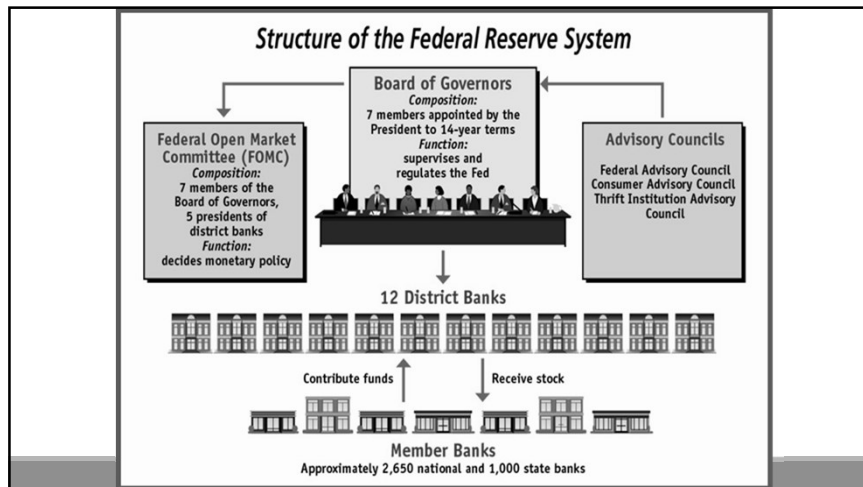 Structure of the Federal Reserve System
Board of Governors
Composition:
7 members appointed by the
President to 14-year terms
Function:
supervises and
regulates the Fed
Federal Open Market
Committee (FOMC)
Composition:
7 members of the
Board of Governors,
5 presidents of
district banks
Function:
decides monetary policy
Advisory Councils
Federal Advisory Council
Consumer Advisory Council
Thrift Institution Advisory
Council
12 District Banks
Contribute funds
Receive stock
Member Banks
Approximately 2,650 national and 1,000 state banks